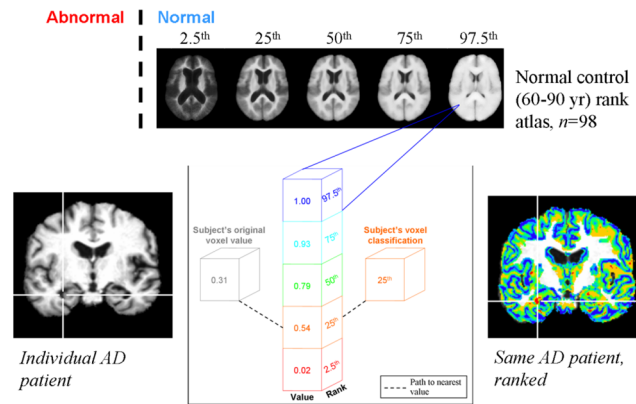 Abnormal
Normal
2.5th
25th
50th
75th
97.5th
Normal control
(60-90 yr) rank
atlas, n=98
1.00
97.5th
Subject's original
voxel value
0.93
75th
Subject's voxel
classification
0.31
0.79
50th
25th
0.54
25th
0.02
2.5th
Value
Rank
Path to nearest
value
Individual AD
patient
Same AD patient,
ranked